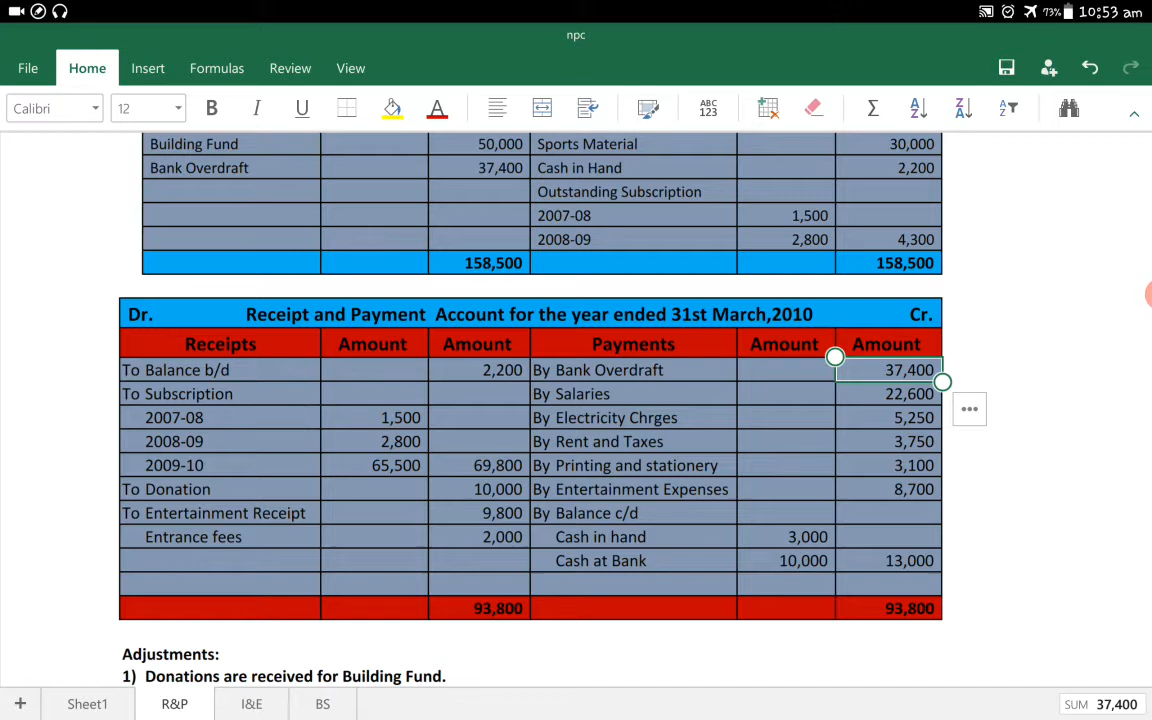 73% 10:53 am
npc
File Home Insert Formulas Review View
Calibri 12 B I U A ABC 123 Σ A Z Z A A Z
Building Fund 50,000 Sports Material 30,000
Bank Overdraft 37,400 Cash in Hand 2,200
Outstanding Subscription
2007-08 1,500
2008-09 2,800 4,300
158,500 158,500
Dr. Receipt and Payment Account for the year ended 31st March,2010 Cr.
Receipts Amount Amount Payments Amount Amount
To Balance b/d 2,200 By Bank Overdraft 37,400
To Subscription By Salaries 22,600
2007-08 1,500 By Electricity Chrges 5,250
2008-09 2,800 By Rent and Taxes 3,750
2009-10 65,500 69,800 By Printing and stationery 3,100
To Donation 10,000 By Entertainment Expenses 8,700
To Entertainment Receipt 9,800 By Balance c/d
Entrance fees 2,000 Cash in hand 3,000
Cash at Bank 10,000 13,000
93,800 93,800
Adjustments:
1) Donations are received for Building Fund.
+ Sheet1 R&P I&E BS SUM 37,400